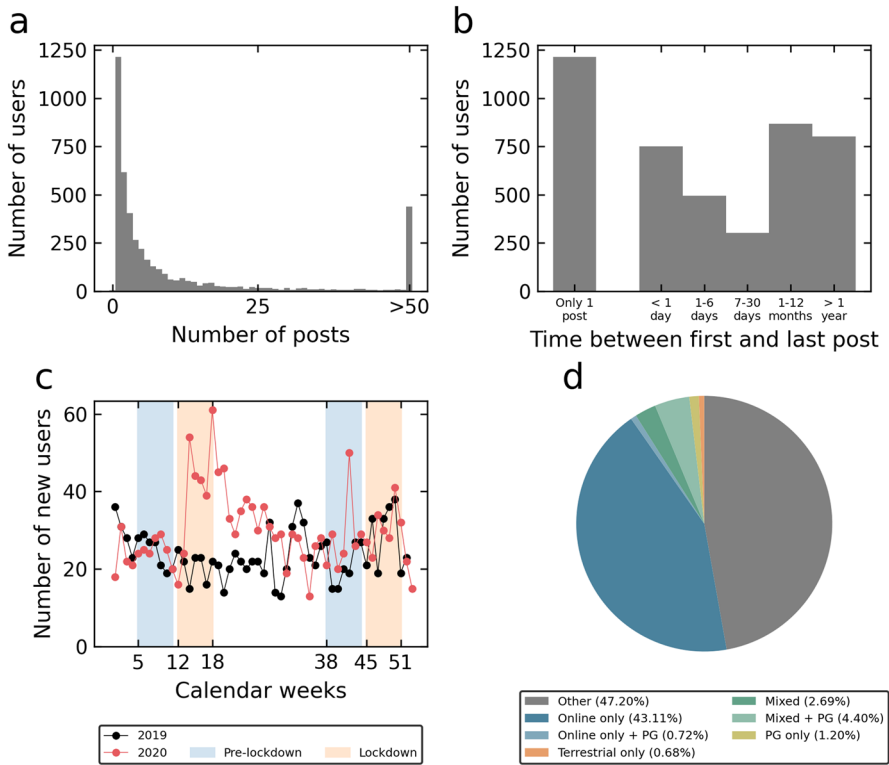 a
1250
1000
750
500
250
0
Number of users
0 25 >50
Number of posts
b
1250
1000
750
500
250
0
Number of users
Only 1 post
< 1 day
1-6 days
7-30 days
1-12 months
> 1 year
Time between first and last post
c
60
40
20
0
Number of new users
5 12 18 38 45 51
Calendar weeks
2019
2020
Pre-lockdown
Lockdown
d
Other (47.20%)
Online only (43.11%)
Online only + PG (0.72%)
Terrestrial only (0.68%)
Mixed (2.69%)
Mixed + PG (4.40%)
PG only (1.20%)